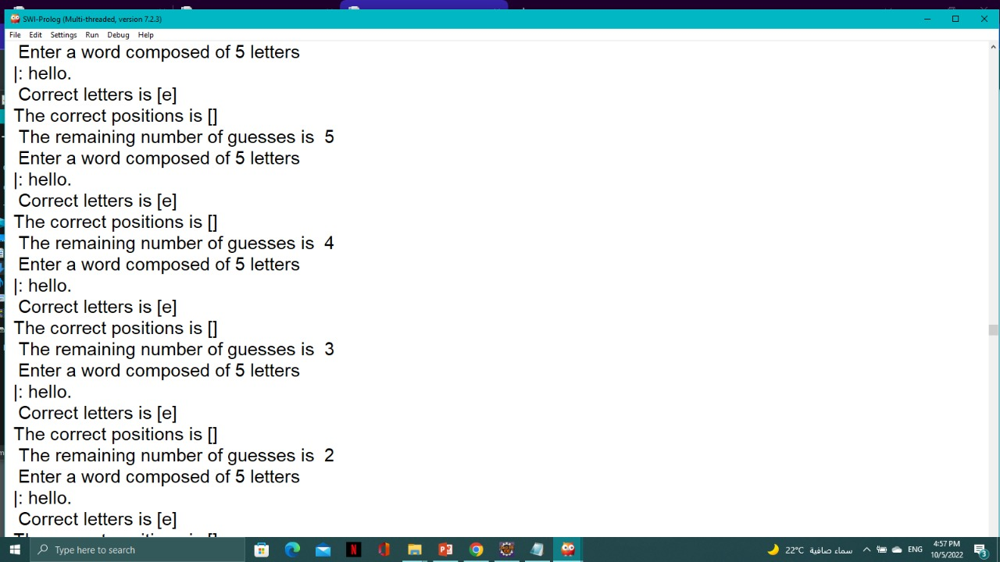 SWI-Prolog (Multi-threaded, version 7.2.3)
File Edit Settings Run Debug Help
Enter a word composed of 5 letters
|: hello.
Correct letters is [e]
The correct positions is []
The remaining number of guesses is 5
Enter a word composed of 5 letters
|: hello.
Correct letters is [e]
The correct positions is []
The remaining number of guesses is 4
Enter a word composed of 5 letters
|: hello.
Correct letters is [e]
The correct positions is []
The remaining number of guesses is 3
Enter a word composed of 5 letters
|: hello.
Correct letters is [e]
The correct positions is []
The remaining number of guesses is 2
Enter a word composed of 5 letters
|: hello.
Correct letters is [e]
Type here to search
22°C سماء صافية
ENG
4:57 PM
10/5/2022
3